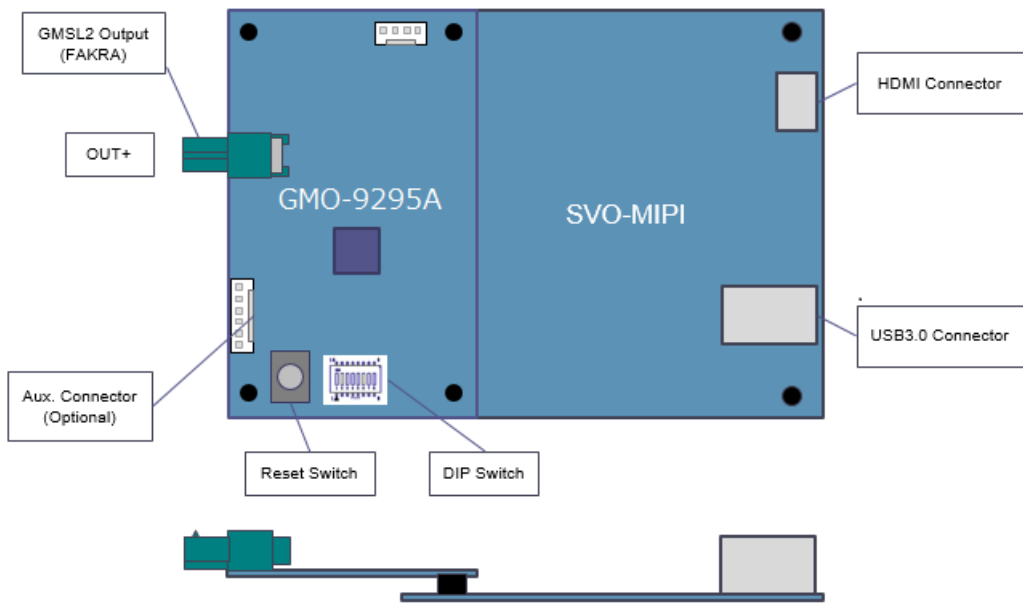 GMSL2 Output
(FAKRA)
HDMI Connector
OUT+
GMO-9295A
SVO-MIPI
USB3.0 Connector
Aux. Connector
(Optional)
Reset Switch
DIP Switch